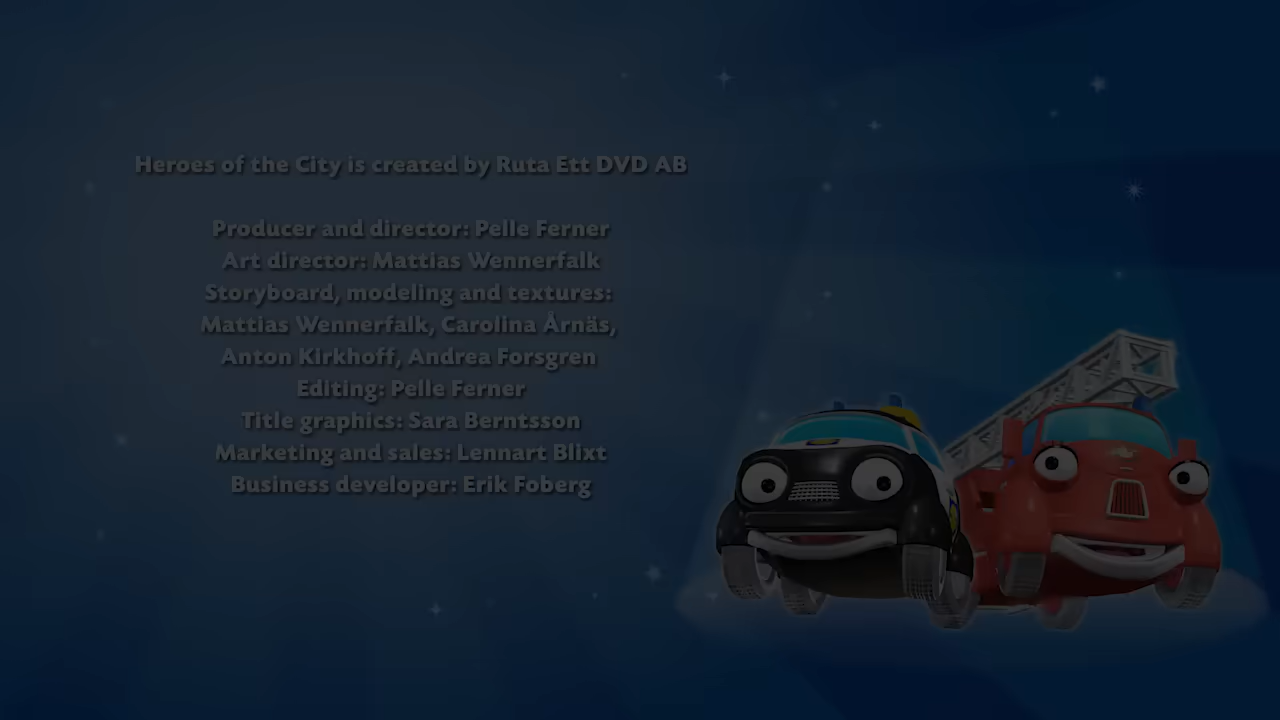 Heroes of the City is created by Ruta Ett DVD AB
Producer and director: Pelle Ferner
Art director: Mattias Wennerfalk
Storyboard, modeling and textures:
Mattias Wennerfalk, Carolina Årnäs,
Anton Kirkhoff, Andrea Forsgren
Editing: Pelle Ferner
Title graphics: Sara Berntsson
Marketing and sales: Lennart Blixt
Business developer: Erik Foberg